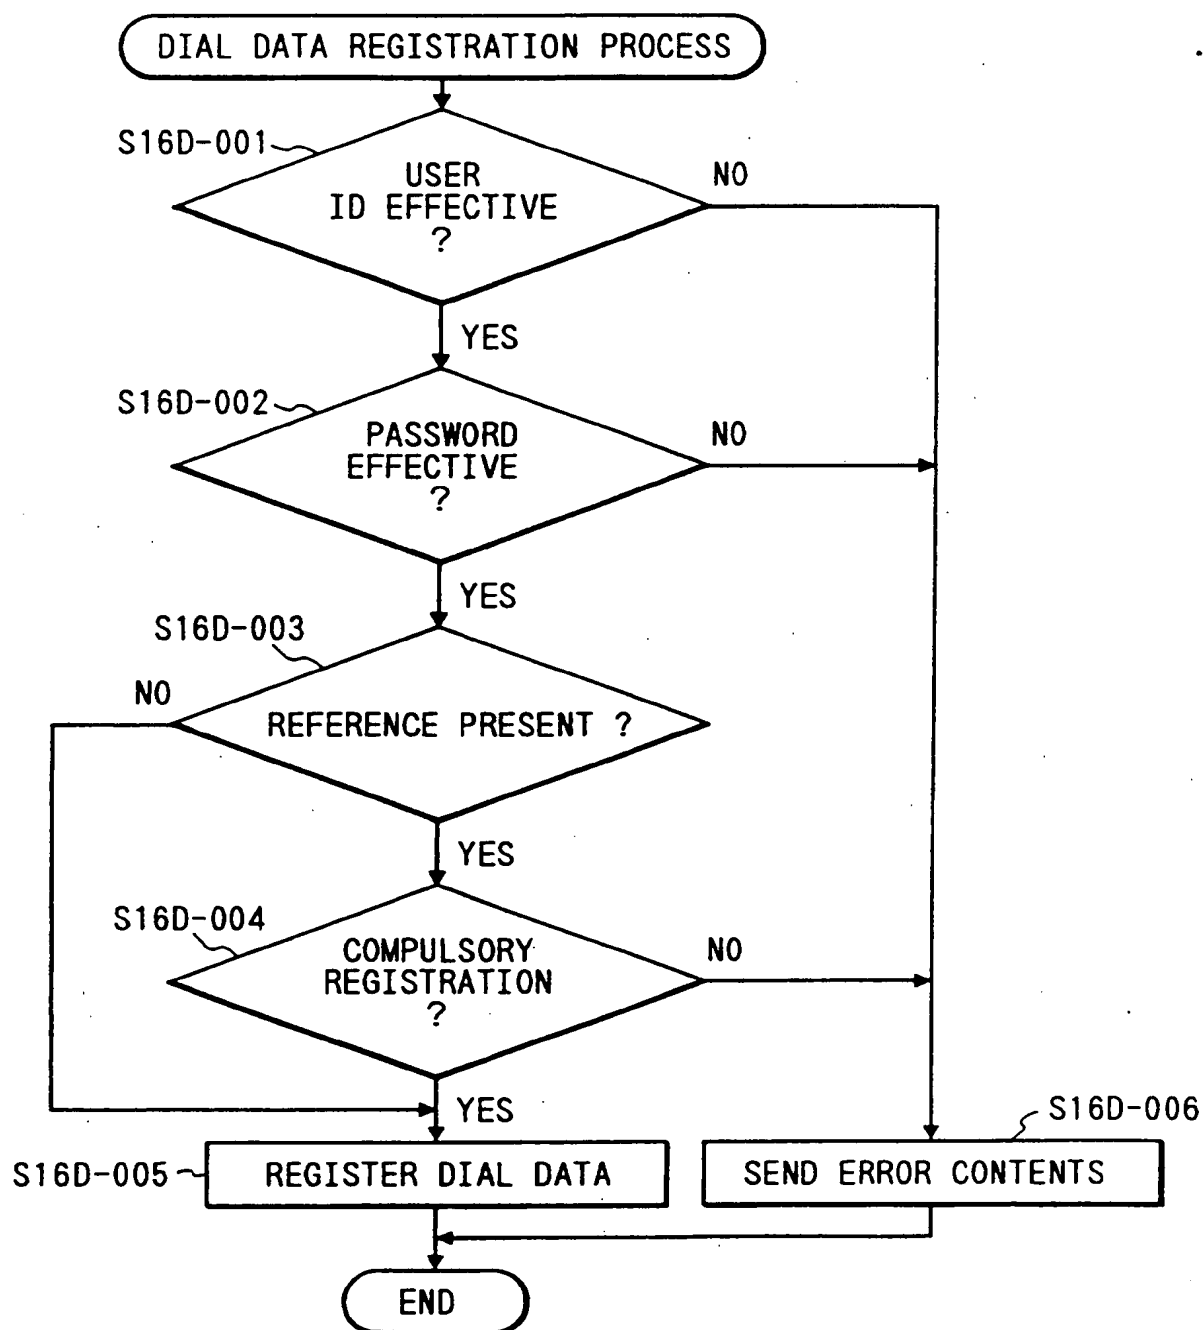 DIAL DATA REGISTRATION PROCESS
S16D-001
USER
ID EFFECTIVE
?
NO
YES
S16D-002
PASSWORD
EFFECTIVE
?
NO
YES
S16D-003
NO
REFERENCE PRESENT ?
YES
S16D-004
COMPULSORY
REGISTRATION
?
NO
YES
S16D-006
S16D-005
REGISTER DIAL DATA
SEND ERROR CONTENTS
END